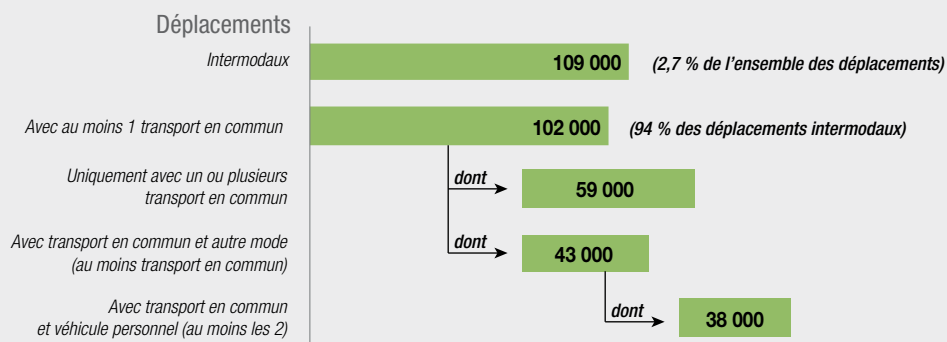 Déplacements
Intermodaux
109 000
(2,7 % de l'ensemble des déplacements)
Avec au moins 1 transport en commun
102 000
(94 % des déplacements intermodaux)
Uniquement avec un ou plusieurs
transport en commun
dont
59 000
Avec transport en commun et autre mode
(au moins transport en commun)
dont
43 000
Avec transport en commun
et véhicule personnel (au moins les 2)
dont
38 000